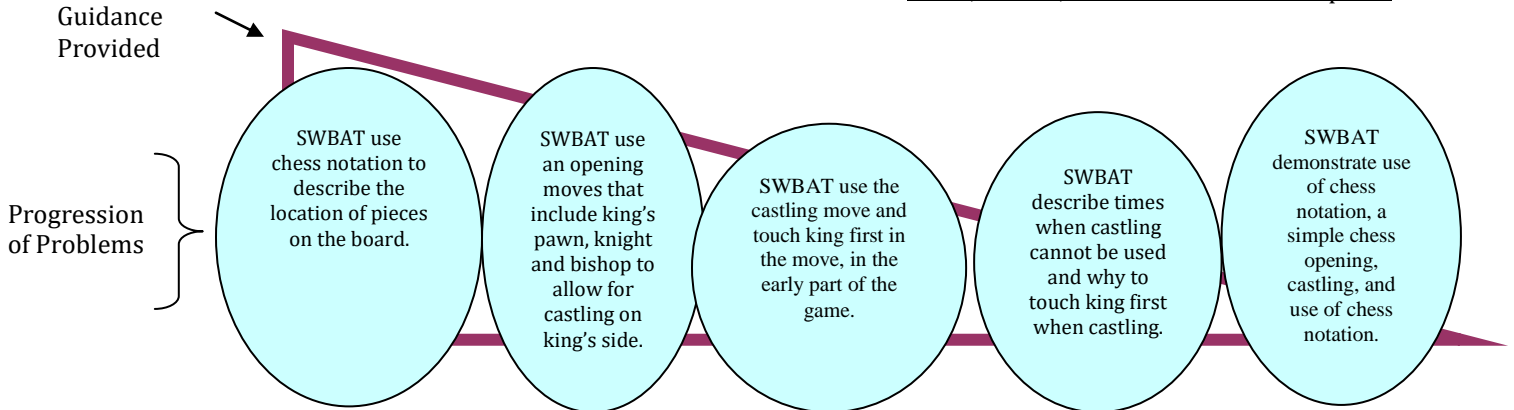 Guidance
Provided
Progression
of Problems
SWBAT use
chess notation to
describe the
location of pieces
on the board.
SWBAT use
an opening
moves that
include king's
pawn, knight
and bishop to
allow for
castling on
king's side.
SWBAT use the
castling move and
touch king first in
the move, in the
early part of the
game.
SWBAT
describe times
when castling
cannot be used
and why to
touch king first
when castling.
SWBAT
demonstrate use
of chess
notation, a
simple chess
opening,
castling, and
use of chess
notation.